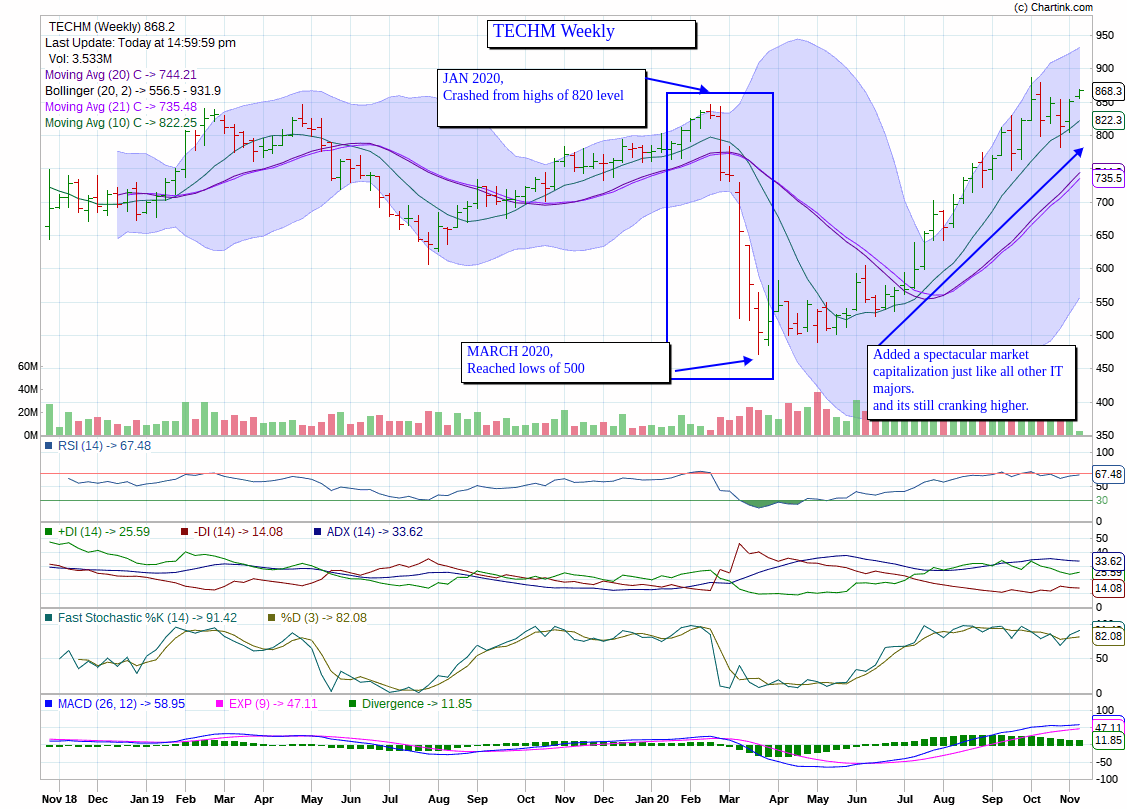 (c) Chartink.com
TECHM (Weekly) 868.2
Last Update: Today at 14:59:59 pm
Vol: 3.533M
Moving Avg (20) C -> 744.21
Bollinger (20, 2) -> 556.5 - 931.9
Moving Avg (21) C -> 735.48
Moving Avg (10) C -> 822.25
TECHM Weekly
JAN 2020,
Crashed from highs of 820 level
MARCH 2020,
Reached lows of 500
Added a spectacular market
capitalization just like all other IT
majors.
and its still cranking higher.
950
900
868.3
850
822.3
800
735.5
700
650
600
550
500
450
400
350
60M
40M
20M
0M
RSI (14) -> 67.48
100
67.48
50
30
0
+DI (14) -> 25.59 -DI (14) -> 14.08 ADX (14) -> 33.62
50
40
33.62
25.59
14.08
0
Fast Stochastic %K (14) -> 91.42 %D (3) -> 82.08
100
82.08
50
0
MACD (26, 12) -> 58.95 EXP (9) -> 47.11 Divergence -> 11.85
100
47.11
11.85
-50
-100
Nov 18 Dec Jan 19 Feb Mar Apr May Jun Jul Aug Sep Oct Nov Dec Jan 20 Feb Mar Apr May Jun Jul Aug Sep Oct Nov